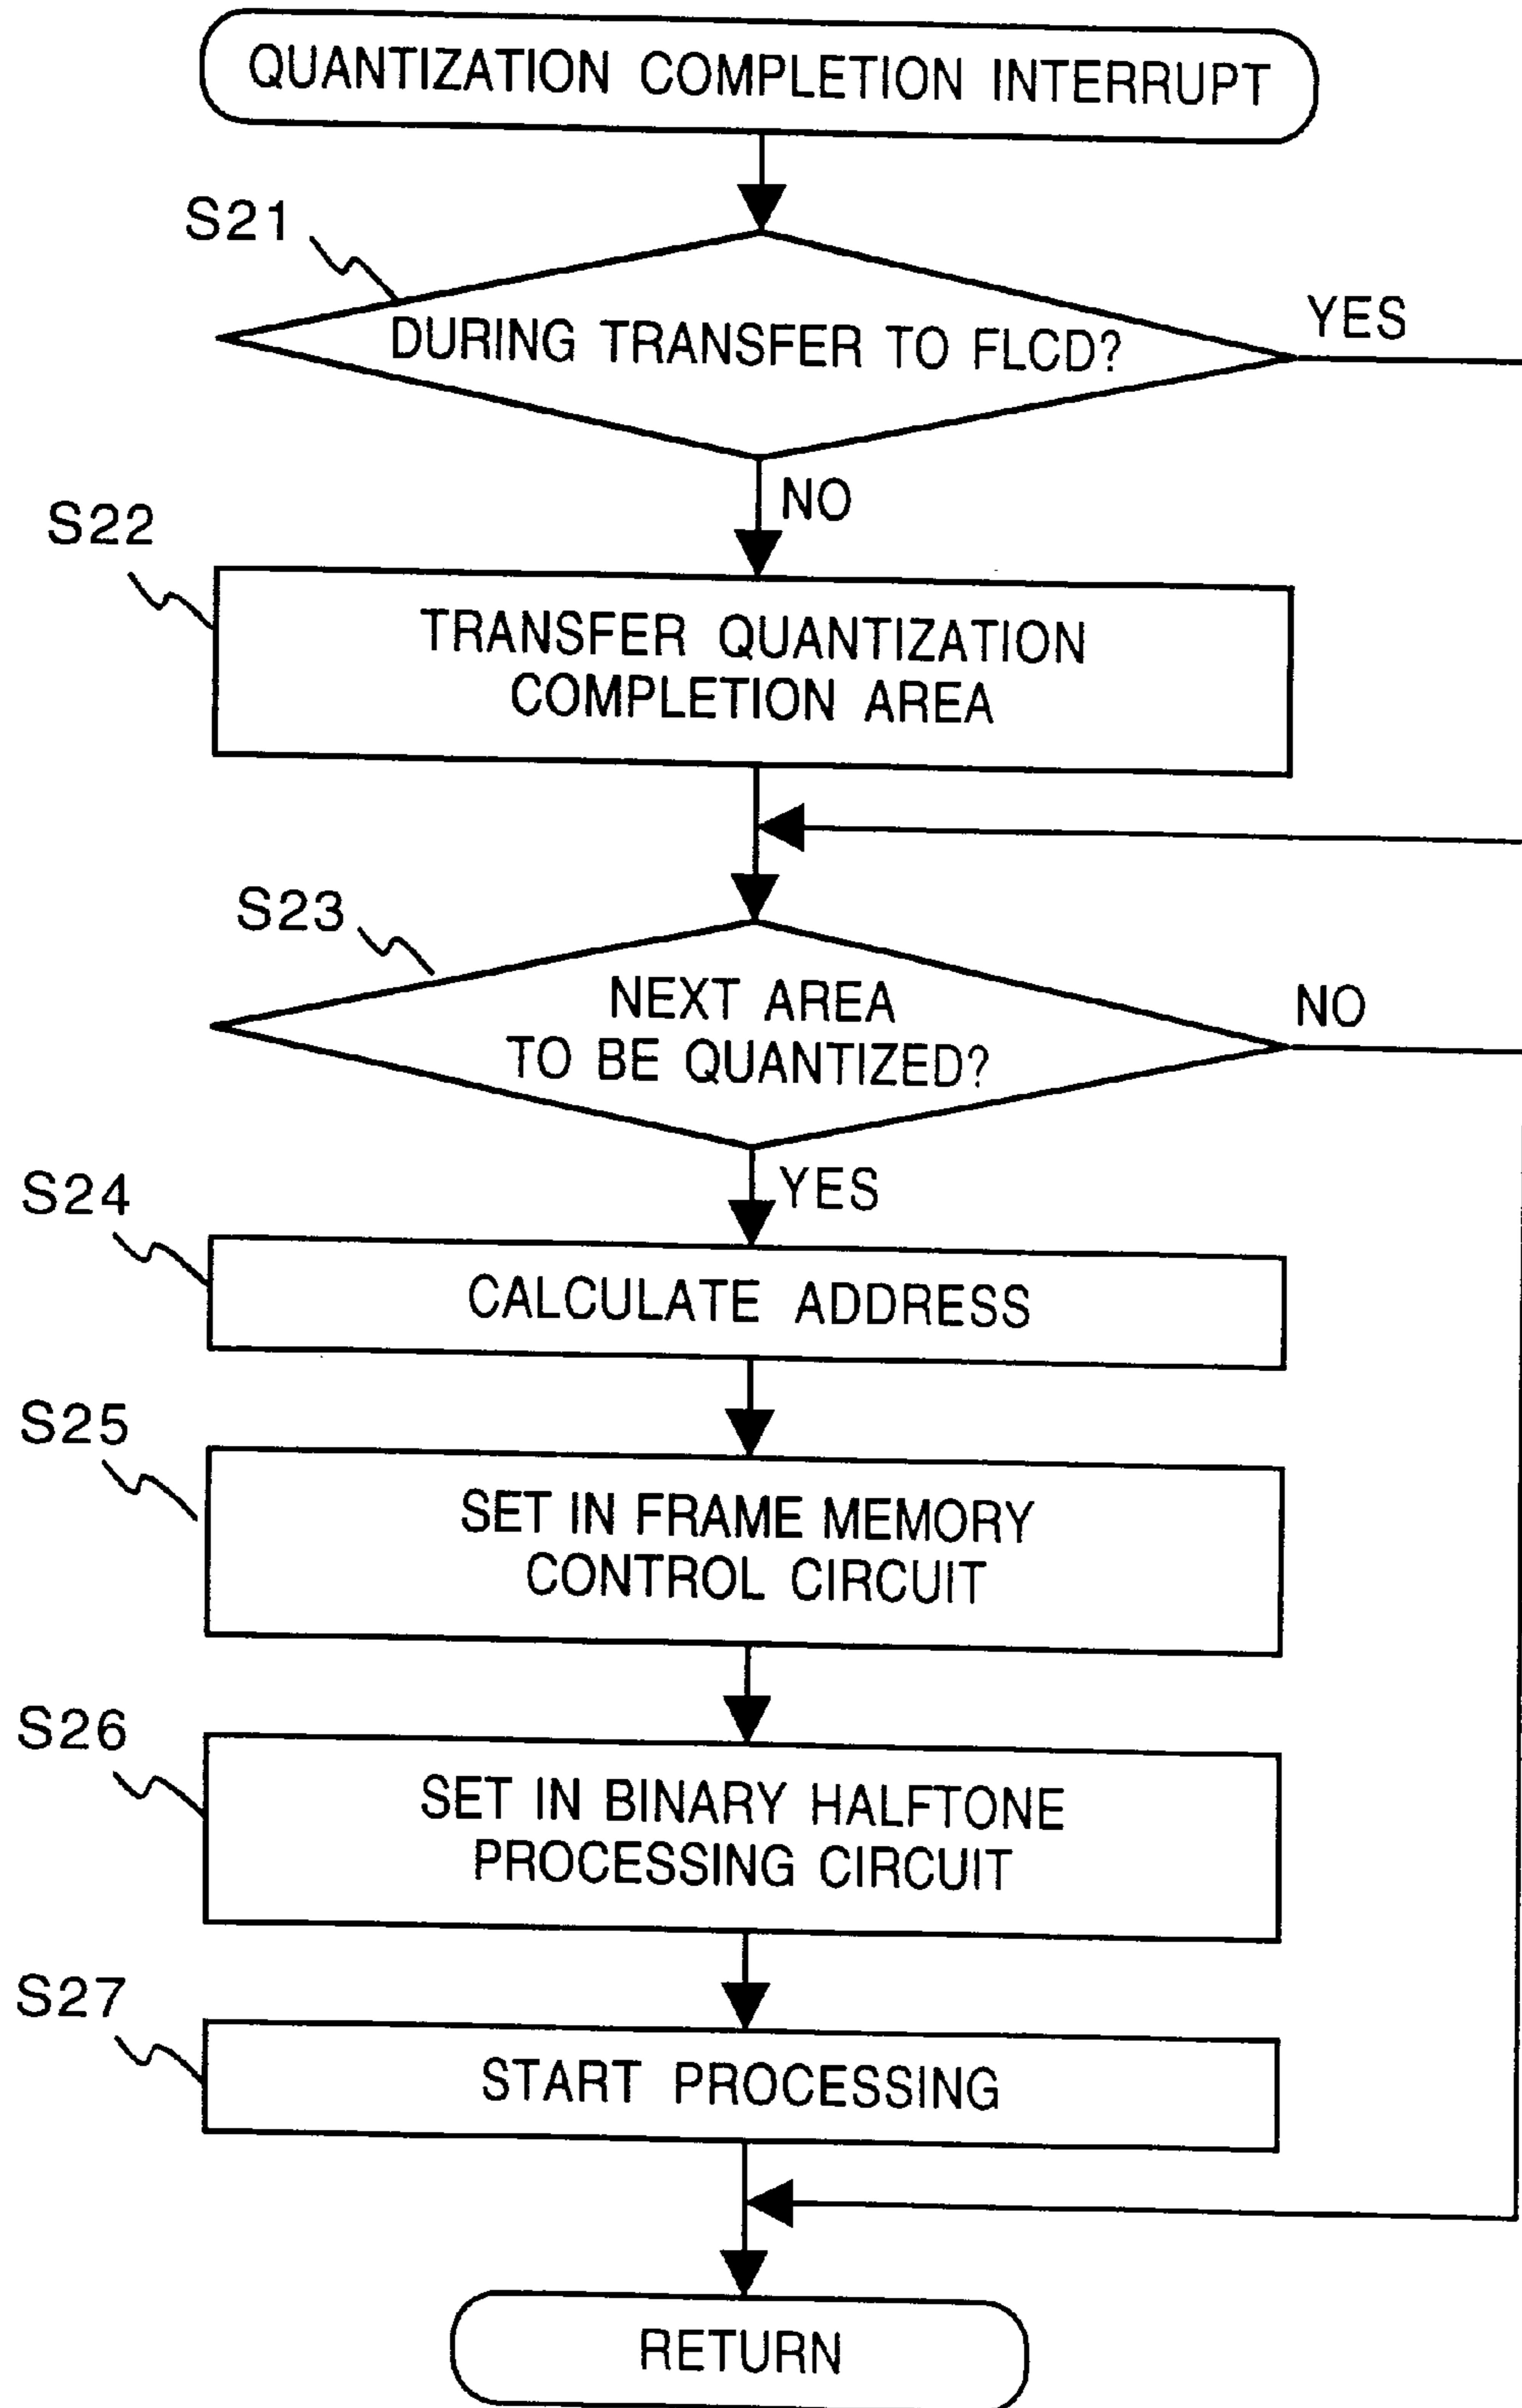 QUANTIZATION COMPLETION INTERRUPT
S21
DURING TRANSFER TO FLCD?
YES
NO
S22
TRANSFER QUANTIZATION
COMPLETION AREA
S23
NEXT AREA
TO BE QUANTIZED?
NO
YES
S24
CALCULATE ADDRESS
S25
SET IN FRAME MEMORY
CONTROL CIRCUIT
S26
SET IN BINARY HALFTONE
PROCESSING CIRCUIT
S27
START PROCESSING
RETURN